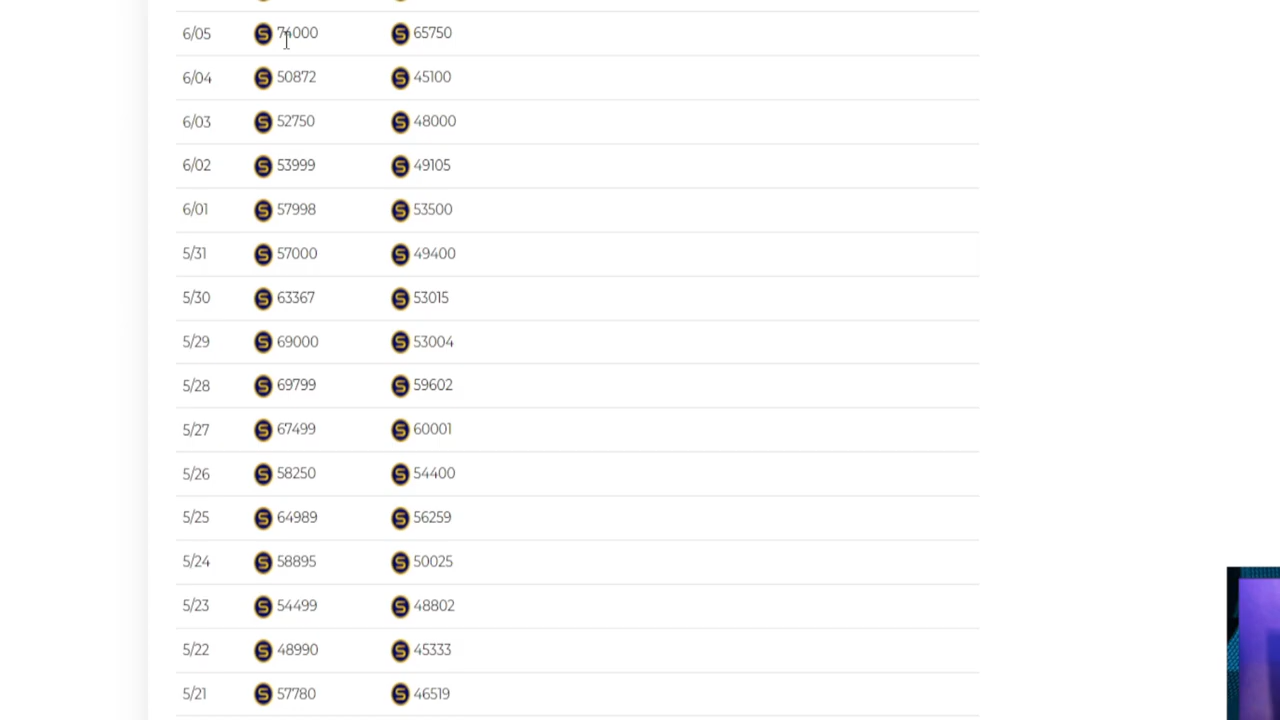 6/05 74000 65750
6/04 50872 45100
6/03 52750 48000
6/02 53999 49105
6/01 57998 53500
5/31 57000 49400
5/30 63367 53015
5/29 69000 53004
5/28 69799 59602
5/27 67499 60001
5/26 58250 54400
5/25 64989 56259
5/24 58895 50025
5/23 54499 48802
5/22 48990 45333
5/21 57780 46519